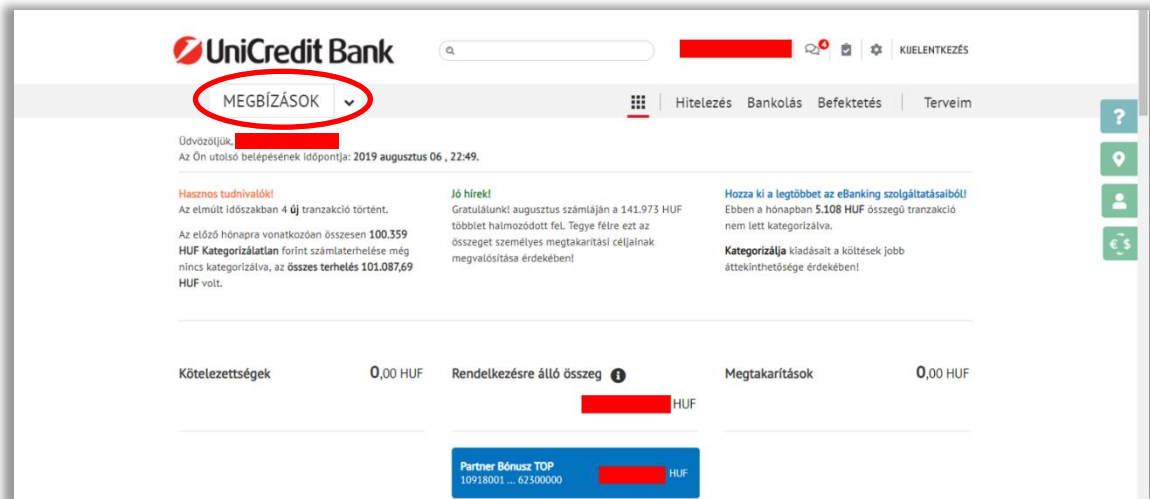 UniCredit Bank
4
KIJELENTKEZÉS
MEGBÍZÁSOK
Hitelezés Bankolás Befektetés Terveim
?
Üdvözöljük,
Az Ön utolsó belépésének időpontja: 2019 augusztus 06 , 22:49.
Hasznos tudnivalók!
Az elmúlt időszakban 4 új tranzakció történt.
Az előző hónapra vonatkozóan összesen 100.359
HUF Kategorizálatlan forint számlaterhelése még
nincs kategorizálva, az összes terhelés 101.087,69
HUF volt.
Jó hírek!
Gratulálunk! augusztus számláján a 141.973 HUF
többlet halmozódott fel. Tegye félre ezt az
összeget személyes megtakarítási céljainak
megvalósítása érdekében!
Hozza ki a legtöbbet az eBanking szolgáltatásaiból!
Ebben a hónapban 5.108 HUF összegű tranzakció
nem lett kategorizálva.
Kategorizálja kiadásait a költések jobb
áttekinthetősége érdekében!
€ $
Kötelezettségek 0,00 HUF
Rendelkezésre álló összeg
HUF
Megtakarítások 0,00 HUF
Partner Bónusz TOP
10918001 ... 62300000 HUF